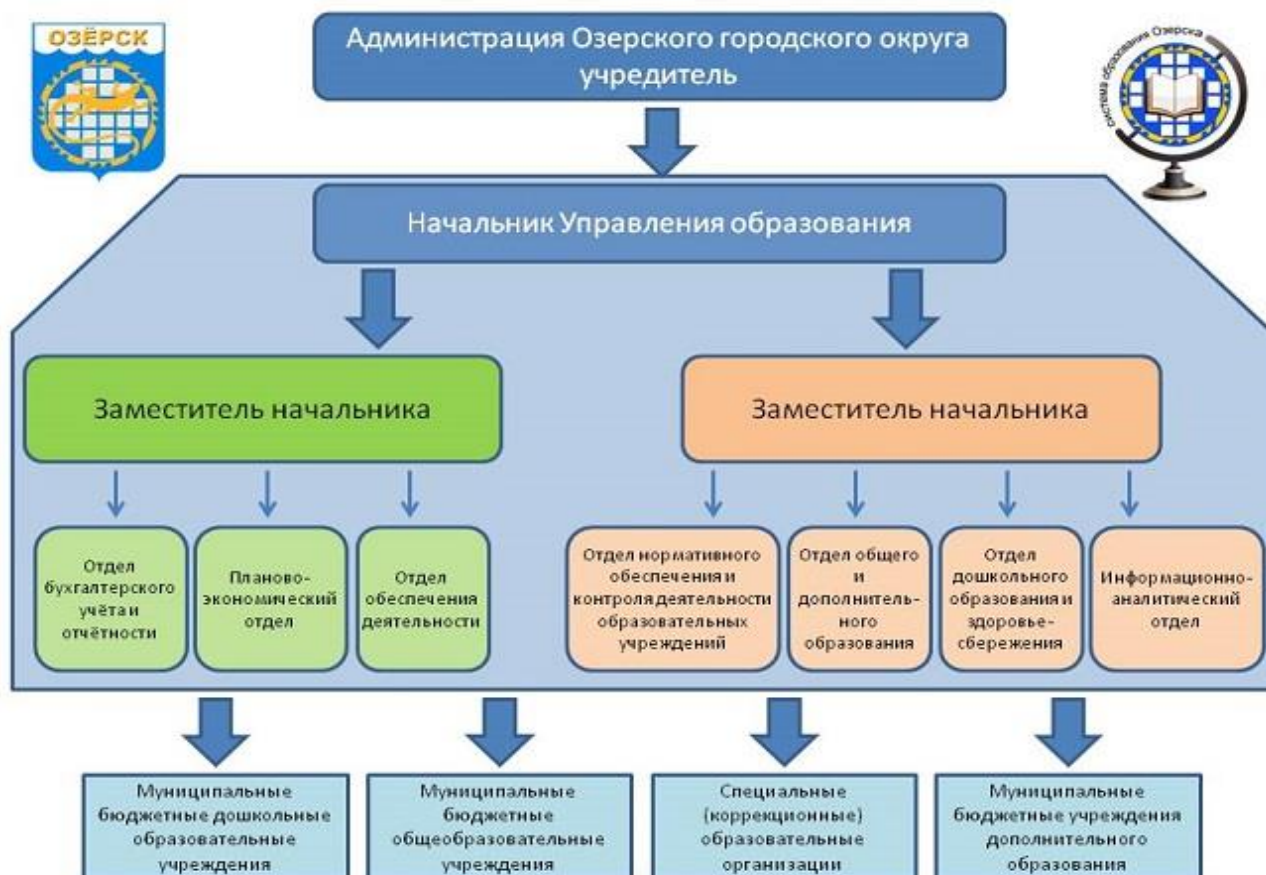 ОЗЁРСК
Администрация Озерского городского округа
учредитель
система образования Озерска
Начальник Управления образования
Заместитель начальника
Заместитель начальника
Отдел
бухгалтерского
учёта и
отчётности
Планово-
экономический
отдел
Отдел
обеспечения
деятельности
Отдел нормативного
обеспечения и
контроля деятельности
образовательных
учреждений
Отдел общего
и
дополнитель-
ного
образования
Отдел
дошкольного
образования и
здоровье-
сбережения
Информационно-
аналитический
отдел
Муниципальные
бюджетные дошкольные
образовательные
учреждения
Муниципальные
бюджетные
общеобразовательные
учреждения
Специальные
(коррекционные)
образовательные
организации
Муниципальные
бюджетные учреждения
дополнительного
образования